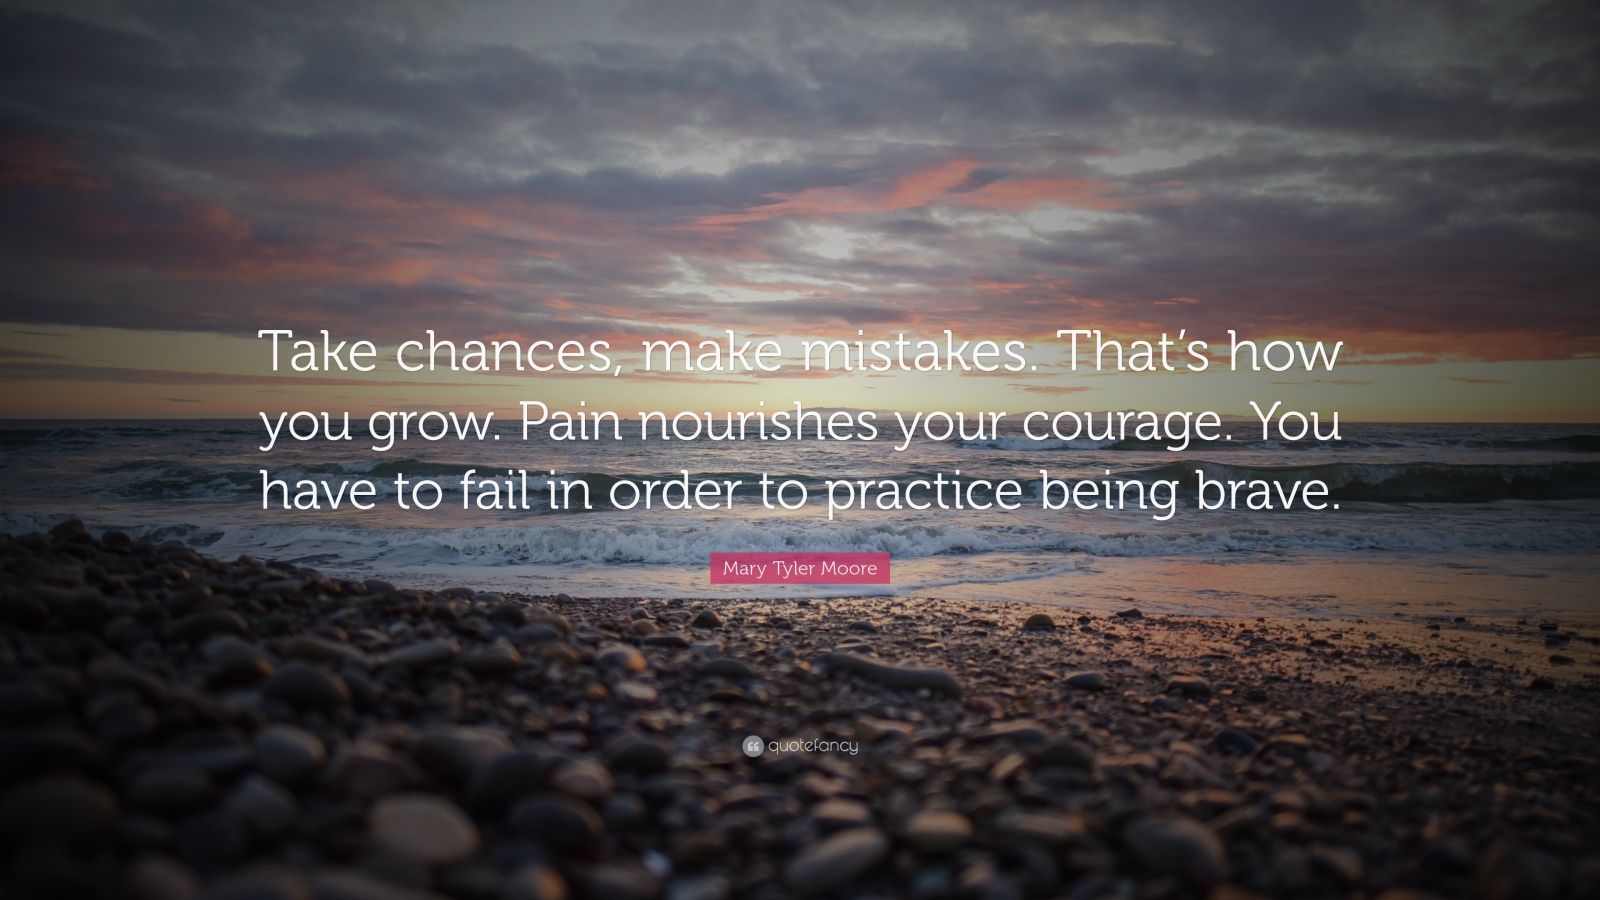 Take chances, make mistakes. That’s how
you grow. Pain nourishes your courage. You
have to fail in order to practice being brave.
Mary Tyler Moore
quotefancy